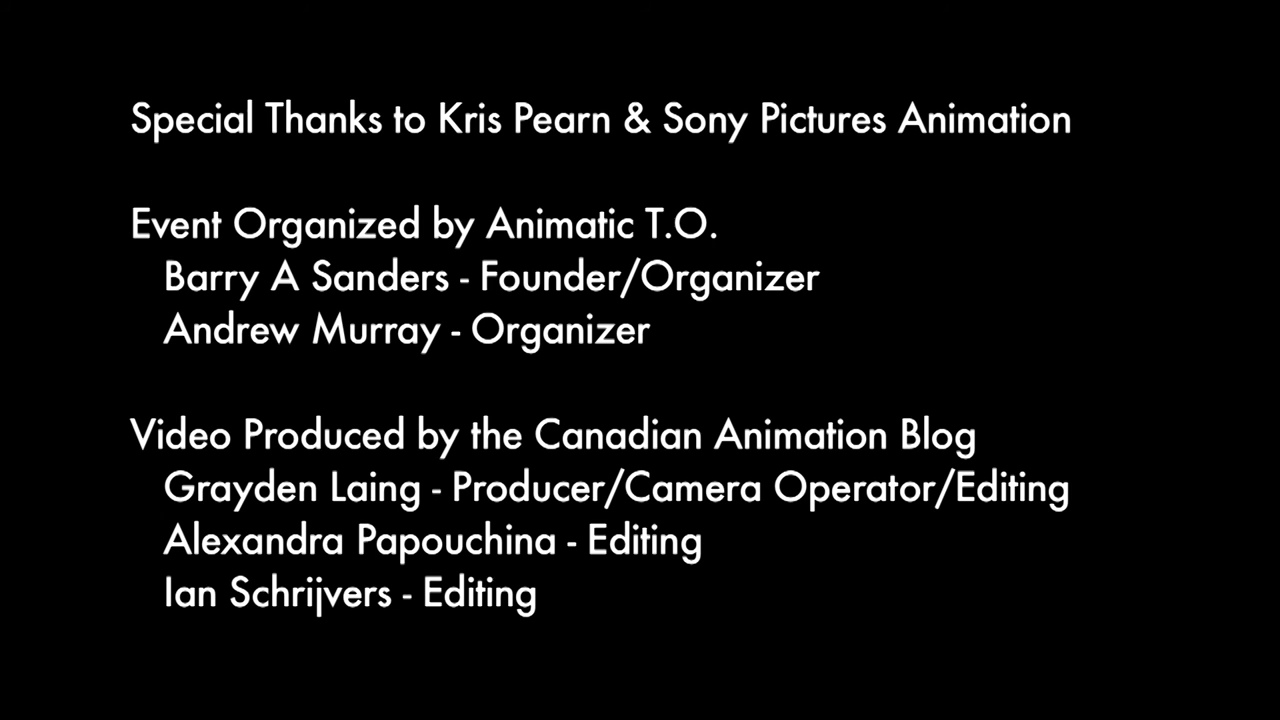 Special Thanks to Kris Pearn & Sony Pictures Animation
Event Organized by Animatic T.O.
Barry A Sanders - Founder/Organizer
Andrew Murray - Organizer
Video Produced by the Canadian Animation Blog
Grayden Laing - Producer/Camera Operator/Editing
Alexandra Papouchina - Editing
Ian Schrijvers - Editing